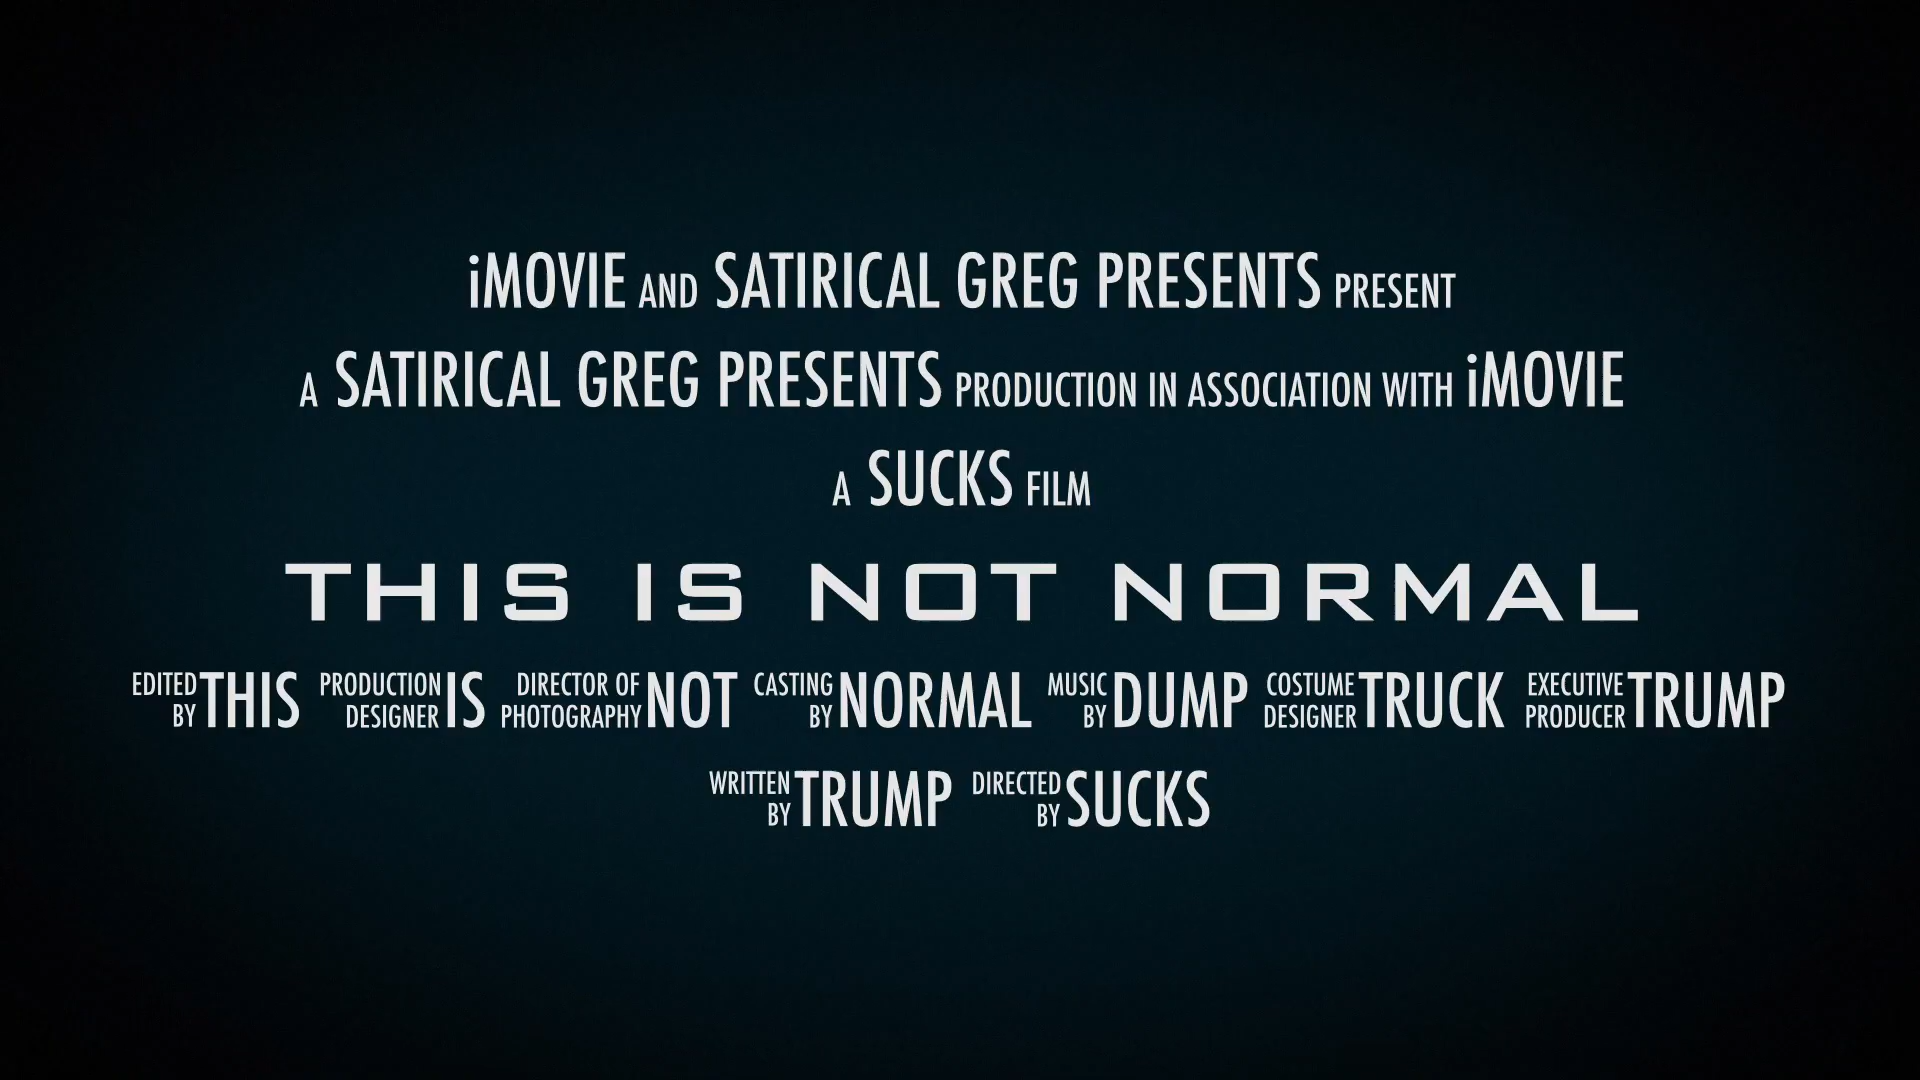 iMOVIE AND SATIRICAL GREG PRESENTS PRESENT
A SATIRICAL GREG PRESENTS PRODUCTION IN ASSOCIATION WITH iMOVIE
A SUCKS FILM
THIS IS NOT NORMAL
EDITED BY THIS PRODUCTION DESIGNER IS DIRECTOR OF PHOTOGRAPHY NOT CASTING BY NORMAL MUSIC BY DUMP COSTUME DESIGNER TRUCK EXECUTIVE PRODUCER TRUMP
WRITTEN BY TRUMP DIRECTED BY SUCKS